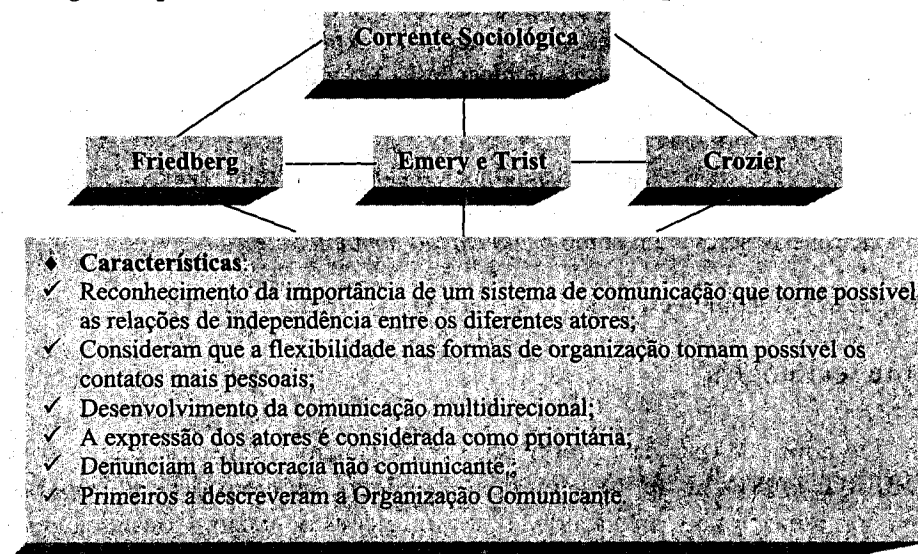 Corrente Sociológica
Friedberg
Emery e Trist
Crozier
♦ Características:
✓ Reconhecimento da importância de um sistema de comunicação que torne possível
as relações de independência entre os diferentes atores;
✓ Consideram que a flexibilidade nas formas de organização tornam possível os
contatos mais pessoais;
✓ Desenvolvimento da comunicação multidirecional;
✓ A expressão dos atores é considerada como prioritária;
✓ Denunciam a burocracia não comunicante,;
✓ Primeiros a descreveram a Organização Comunicante